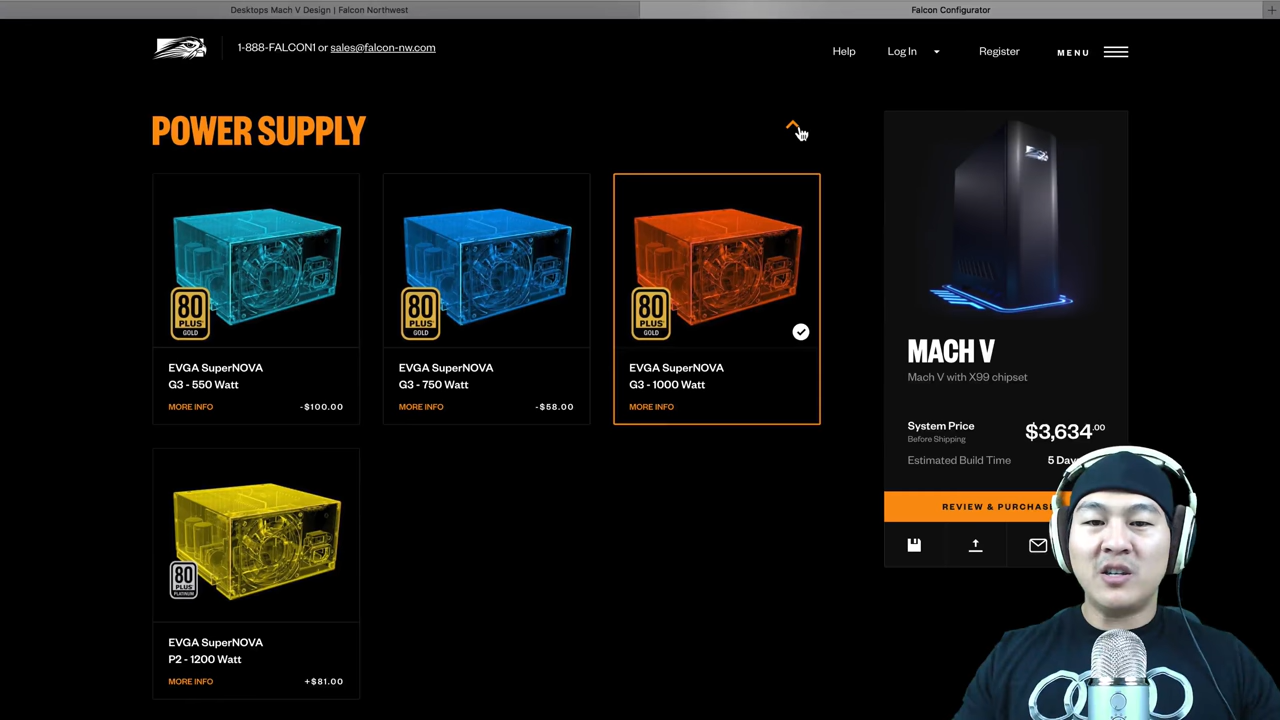 Desktops Mach V Design | Falcon Northwest
Falcon Configurator
1-888-FALCON1 or sales@falcon-nw.com
Help
Log In
Register
MENU
POWER SUPPLY
80
PLUS
GOLD
EVGA SuperNOVA
G3 - 550 Watt
MORE INFO
-$100.00
80
PLUS
GOLD
EVGA SuperNOVA
G3 - 750 Watt
MORE INFO
-$58.00
80
PLUS
GOLD
EVGA SuperNOVA
G3 - 1000 Watt
MORE INFO
80
PLUS
PLATINUM
EVGA SuperNOVA
P2 - 1200 Watt
MORE INFO
+$81.00
MACH V
Mach V with X99 chipset
System Price
Before Shipping
$3,634.00
Estimated Build Time
5 Day
REVIEW & PURCHAS